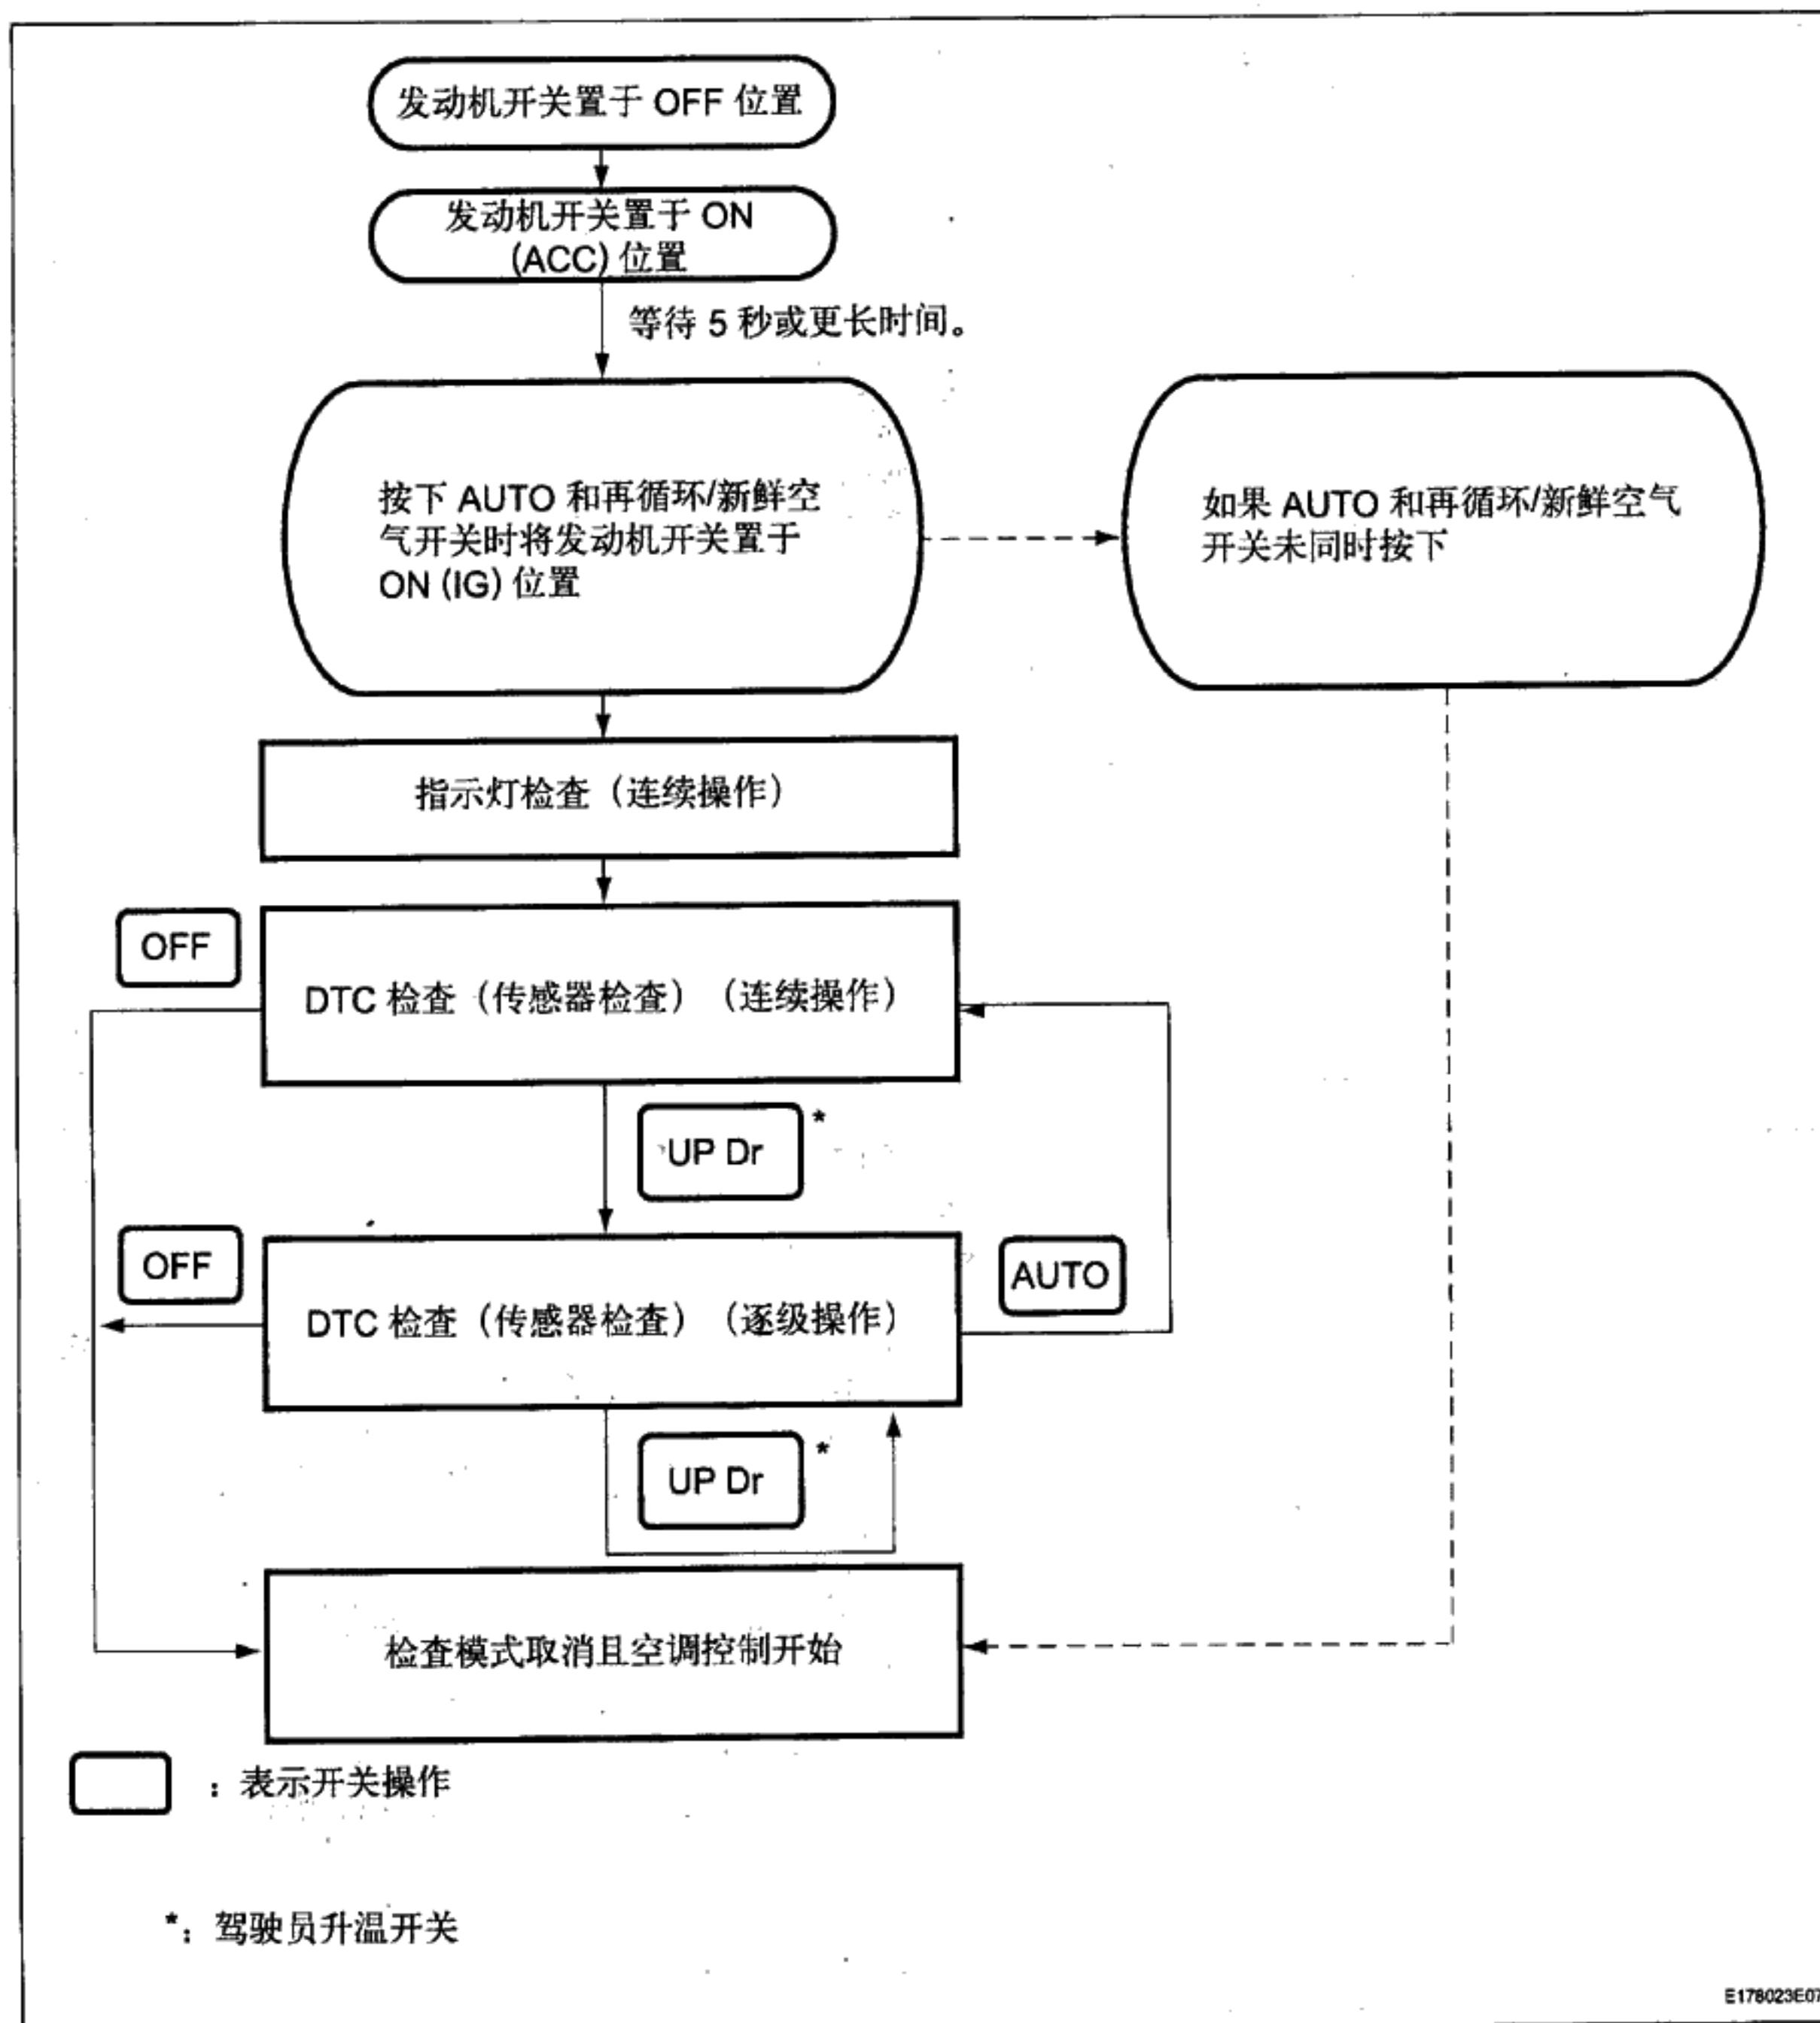 发动机开关置于 OFF 位置
发动机开关置于 ON
(ACC) 位置
等待 5 秒或更长时间。
按下 AUTO 和再循环/新鲜空
气开关时将发动机开关置于
ON (IG) 位置
如果 AUTO 和再循环/新鲜空气
开关未同时按下
指示灯检查（连续操作）
OFF
DTC 检查（传感器检查）（连续操作）
UP Dr *
OFF
DTC 检查（传感器检查）（逐级操作）
AUTO
UP Dr *
检查模式取消且空调控制开始
：表示开关操作
*：驾驶员升温开关
E178023E07